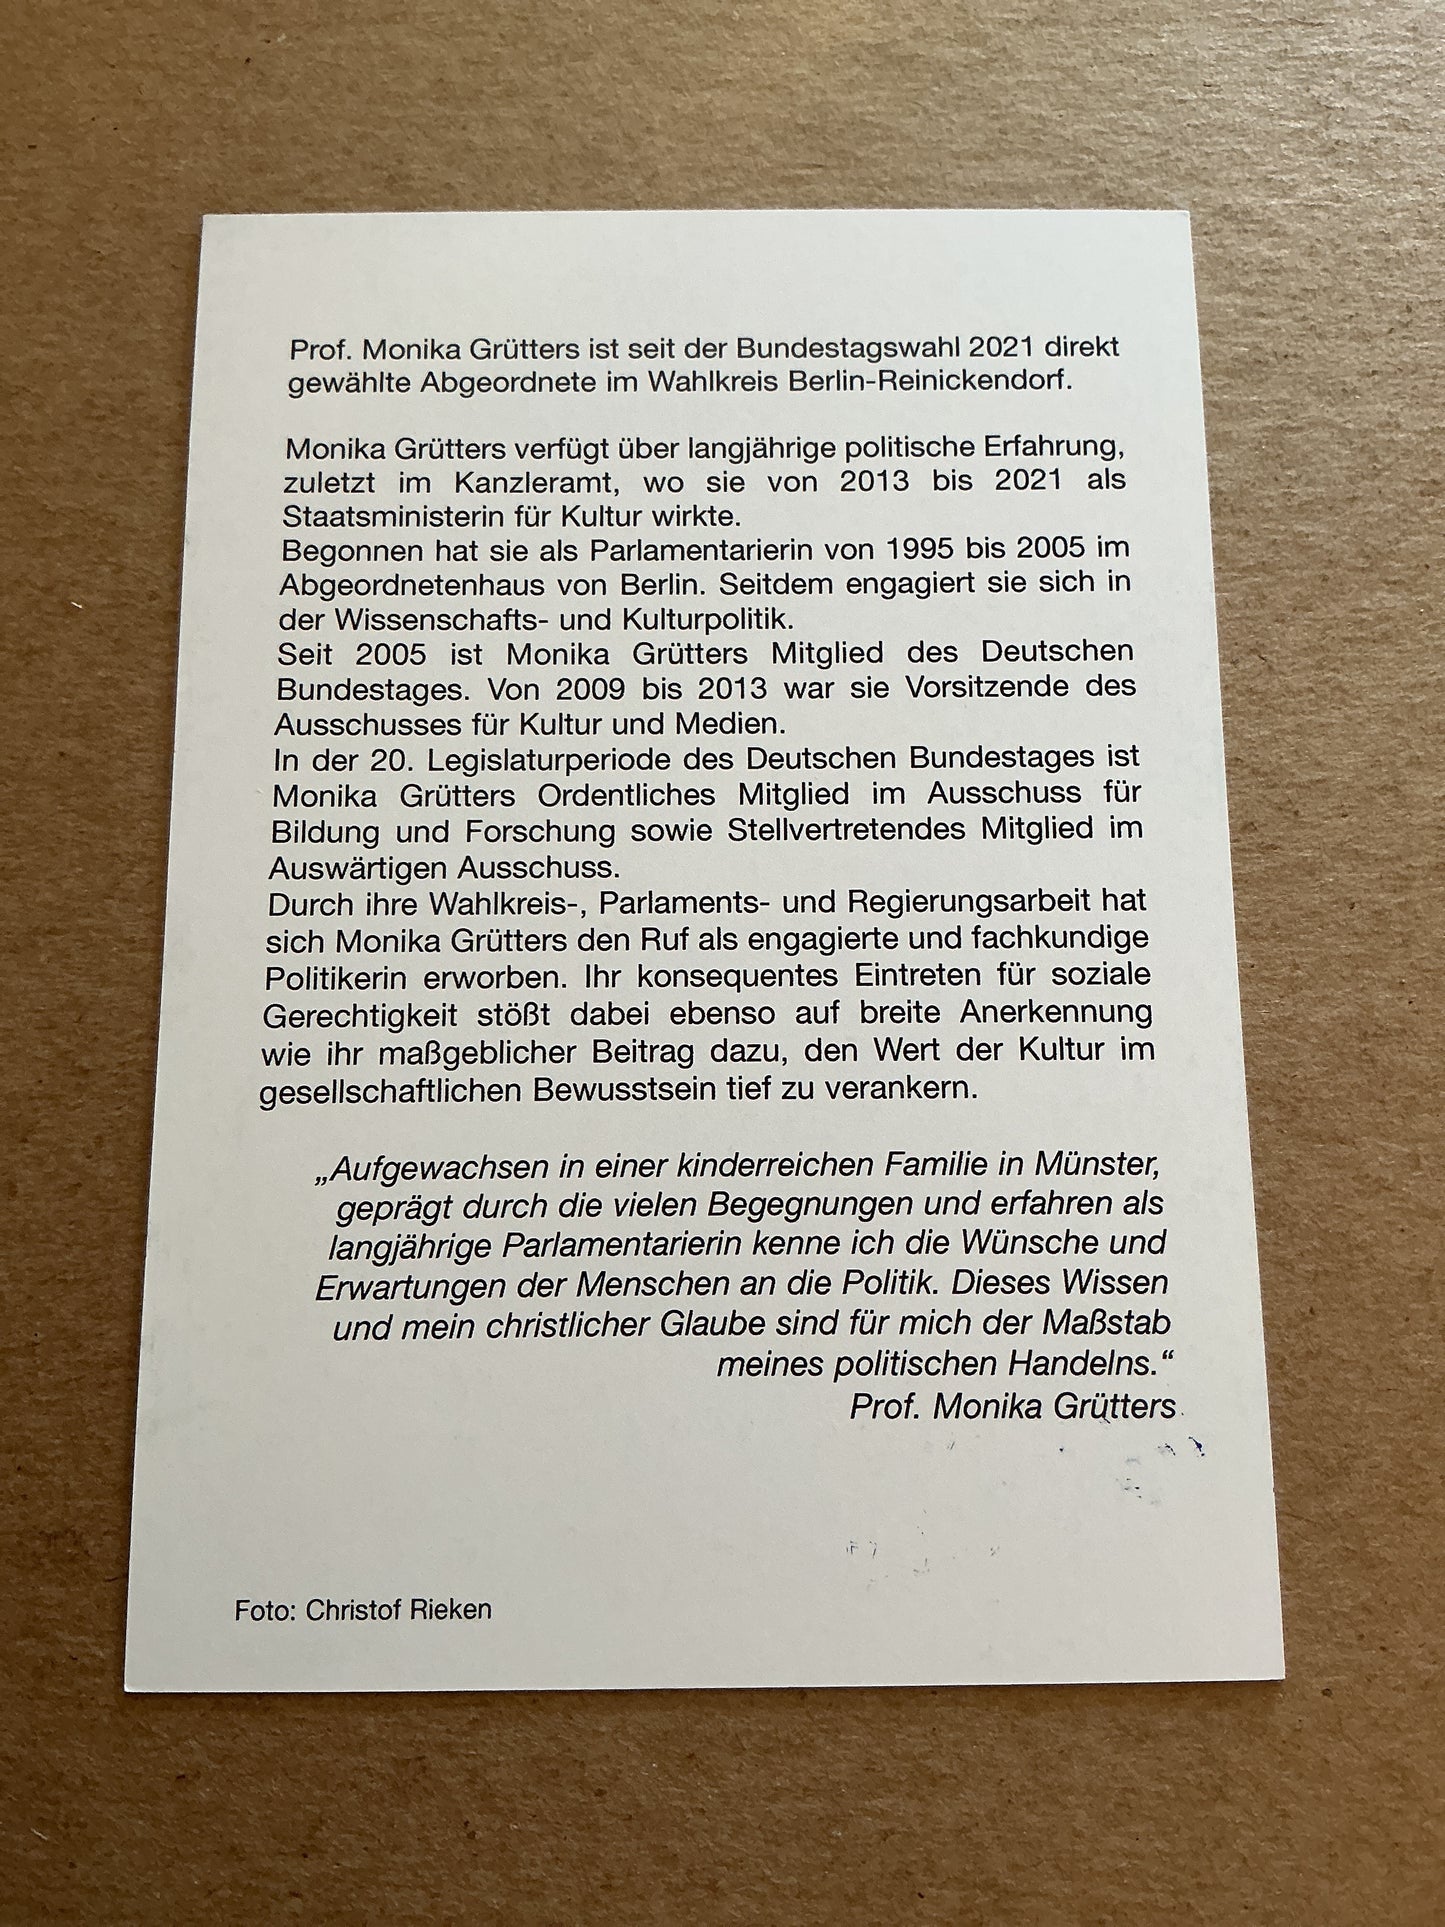 Prof. Monika Grütters ist seit der Bundestagswahl 2021 direkt
gewählte Abgeordnete im Wahlkreis Berlin-Reinickendorf.
Monika Grütters verfügt über langjährige politische Erfahrung,
zuletzt im Kanzleramt, wo sie von 2013 bis 2021 als
Staatsministerin für Kultur wirkte.
Begonnen hat sie als Parlamentarierin von 1995 bis 2005 im
Abgeordnetenhaus von Berlin. Seitdem engagiert sie sich in
der Wissenschafts- und Kulturpolitik.
Seit 2005 ist Monika Grütters Mitglied des Deutschen
Bundestages. Von 2009 bis 2013 war sie Vorsitzende des
Ausschusses für Kultur und Medien.
In der 20. Legislaturperiode des Deutschen Bundestages ist
Monika Grütters Ordentliches Mitglied im Ausschuss für
Bildung und Forschung sowie Stellvertretendes Mitglied im
Auswärtigen Ausschuss.
Durch ihre Wahlkreis-, Parlaments- und Regierungsarbeit hat
sich Monika Grütters den Ruf als engagierte und fachkundige
Politikerin erworben. Ihr konsequentes Eintreten für soziale
Gerechtigkeit stößt dabei ebenso auf breite Anerkennung
wie ihr maßgeblicher Beitrag dazu, den Wert der Kultur im
gesellschaftlichen Bewusstsein tief zu verankern.
„Aufgewachsen in einer kinderreichen Familie in Münster,
geprägt durch die vielen Begegnungen und erfahren als
langjährige Parlamentarierin kenne ich die Wünsche und
Erwartungen der Menschen an die Politik. Dieses Wissen
und mein christlicher Glaube sind für mich der Maßstab
meines politischen Handelns.“
Prof. Monika Grütters
Foto: Christof Rieken